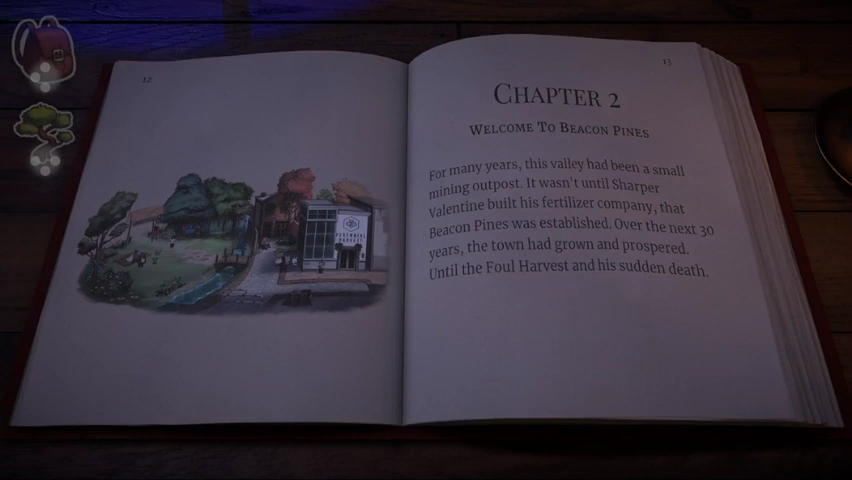 12
PERENNIAL
HARVEST
13
CHAPTER 2
WELCOME TO BEACON PINES
For many years, this valley had been a small
mining outpost. It wasn't until Sharper
Valentine built his fertilizer company, that
Beacon Pines was established. Over the next 30
years, the town had grown and prospered.
Until the Foul Harvest and his sudden death.